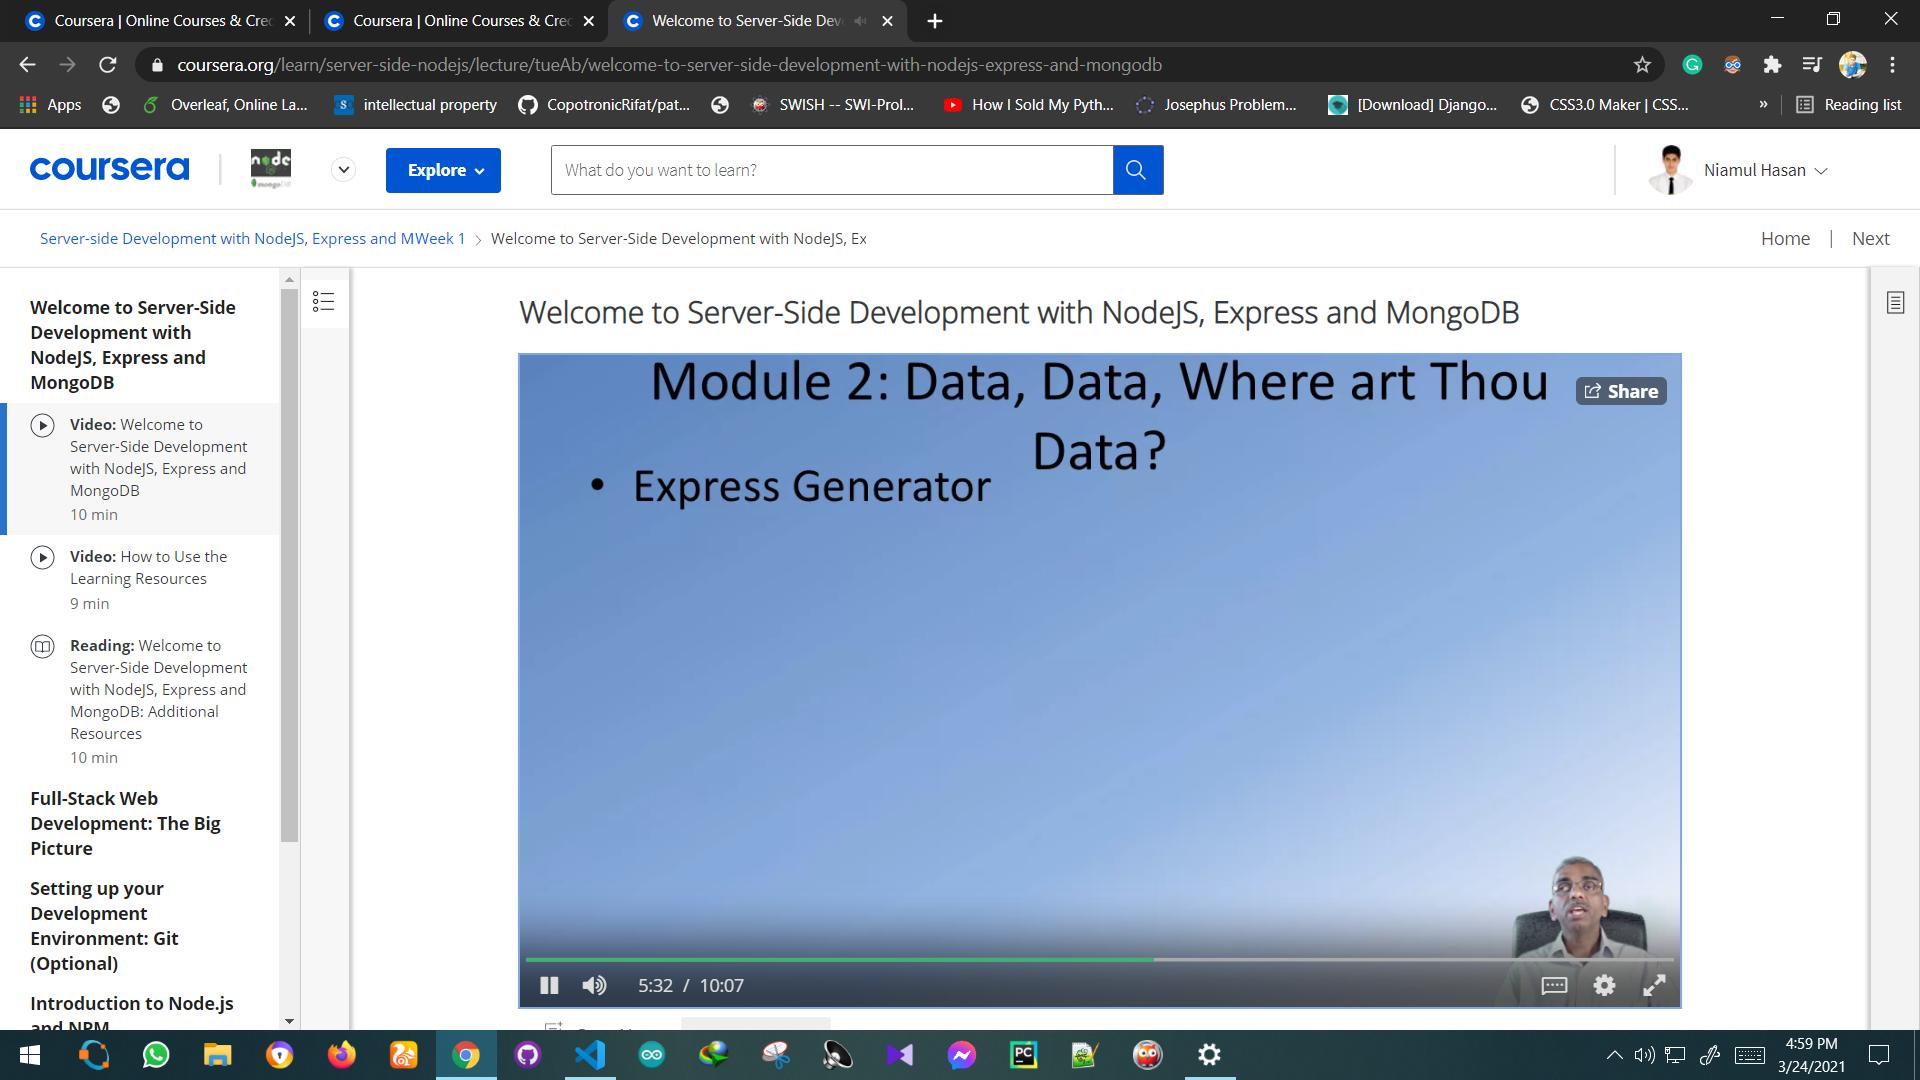 Coursera | Online Courses & Cre
Coursera | Online Courses & Cre
Welcome to Server-Side Dev
coursera.org/learn/server-side-nodejs/lecture/tueAb/welcome-to-server-side-development-with-nodejs-express-and-mongodb
Apps
Overleaf, Online La...
intellectual property
CopotronicRifat/pat...
SWISH -- SWI-Prol...
How I Sold My Pyth...
Josephus Problem...
[Download] Django...
CSS3.0 Maker | CSS...
»
Reading list
coursera
node
mongoDB
Explore
What do you want to learn?
Niamul Hasan
Server-side Development with NodeJS, Express and MWeek 1 > Welcome to Server-Side Development with NodeJS, Ex
Home | Next
Welcome to Server-Side
Development with
NodeJS, Express and
MongoDB
Video: Welcome to
Server-Side Development
with NodeJS, Express and
MongoDB
10 min
Video: How to Use the
Learning Resources
9 min
Reading: Welcome to
Server-Side Development
with NodeJS, Express and
MongoDB: Additional
Resources
10 min
Full-Stack Web
Development: The Big
Picture
Setting up your
Development
Environment: Git
(Optional)
Introduction to Node.js
and NPM
Welcome to Server-Side Development with NodeJS, Express and MongoDB
Module 2: Data, Data, Where art Thou
Data?
Share
• Express Generator
5:32 / 10:07
PC
4:59 PM
3/24/2021